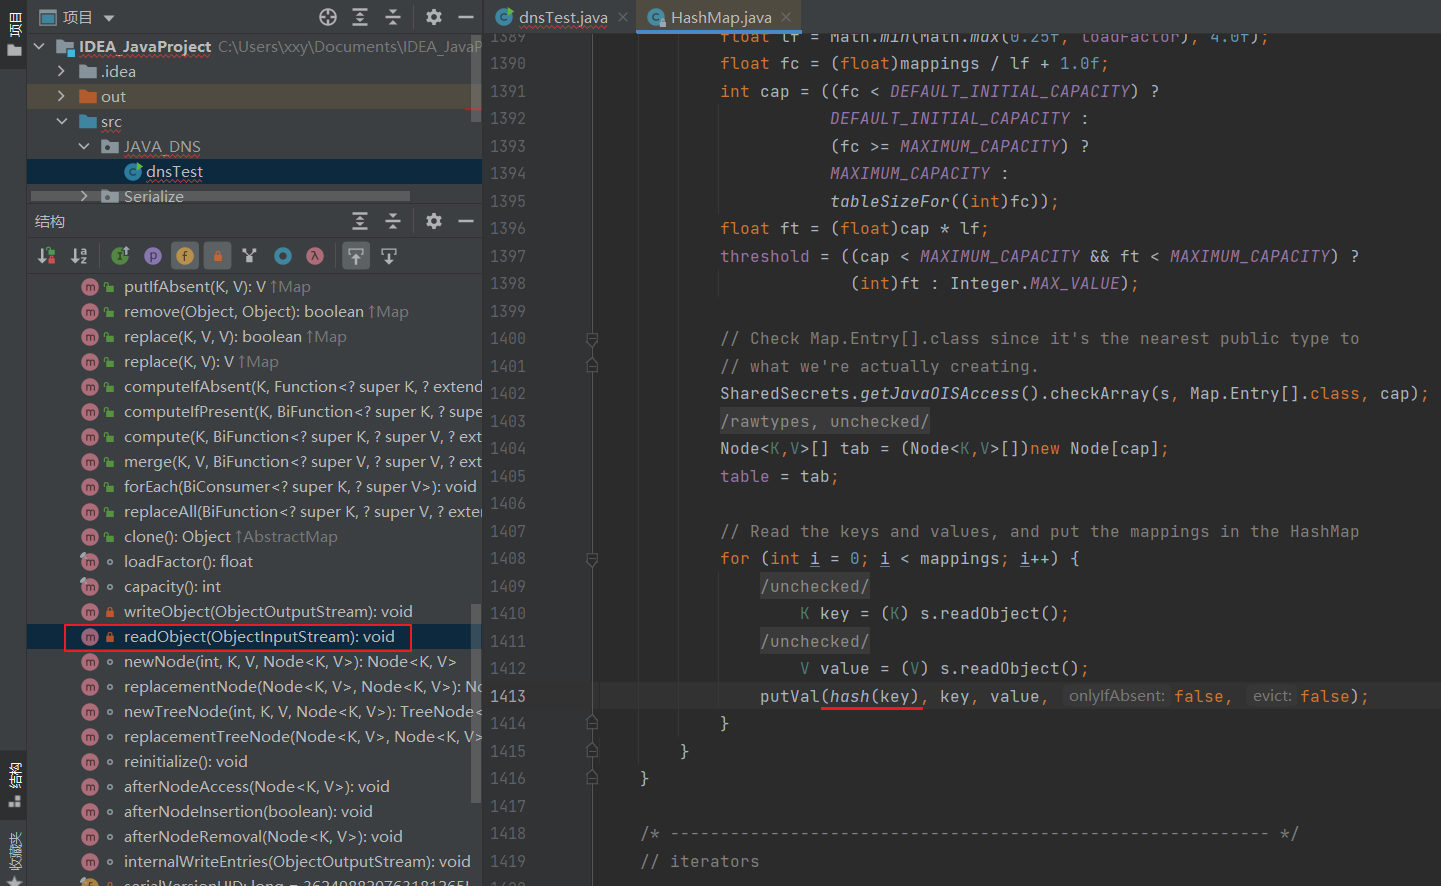 项目
dnsTest.java
HashMap.java
IDEA_JavaProject C:\Users\xxy\Documents\IDEA_JavaP
.idea
out
src
JAVA_DNS
dnsTest
Serialize
结构
putIfAbsent(K, V): V ↑Map
remove(Object, Object): boolean ↑Map
replace(K, V, V): boolean ↑Map
replace(K, V): V ↑Map
computeIfAbsent(K, Function<? super K, ? extend
computeIfPresent(K, BiFunction<? super K, ? supe
compute(K, BiFunction<? super K, ? super V, ? ext
merge(K, V, BiFunction<? super V, ? super V, ? ext
forEach(BiConsumer<? super K, ? super V>): void
replaceAll(BiFunction<? super K, ? super V, ? exter
clone(): Object ↑AbstractMap
loadFactor(): float
capacity(): int
writeObject(ObjectOutputStream): void
readObject(ObjectInputStream): void
newNode(int, K, V, Node<K, V>): Node<K, V>
replacementNode(Node<K, V>, Node<K, V>): No
newTreeNode(int, K, V, Node<K, V>): TreeNode<
replacementTreeNode(Node<K, V>, Node<K, V>
reinitialize(): void
afterNodeAccess(Node<K, V>): void
afterNodeInsertion(boolean): void
afterNodeRemoval(Node<K, V>): void
internalWriteEntries(ObjectOutputStream): void
serialVersionUID: long = 362498820763181265L
项目
结构
收藏夹
1389 float lf = Math.min(Math.max(0.25f, loadFactor), 4.0f);
1390 float fc = (float)mappings / lf + 1.0f;
1391 int cap = ((fc < DEFAULT_INITIAL_CAPACITY) ?
1392 DEFAULT_INITIAL_CAPACITY :
1393 (fc >= MAXIMUM_CAPACITY) ?
1394 MAXIMUM_CAPACITY :
1395 tableSizeFor((int)fc));
1396 float ft = (float)cap * lf;
1397 threshold = ((cap < MAXIMUM_CAPACITY && ft < MAXIMUM_CAPACITY) ?
1398 (int)ft : Integer.MAX_VALUE);
1399
1400 // Check Map.Entry[].class since it's the nearest public type to
1401 // what we're actually creating.
1402 SharedSecrets.getJavaOISAccess().checkArray(s, Map.Entry[].class, cap);
1403 /rawtypes, unchecked/
1404 Node<K,V>[] tab = (Node<K,V>[])new Node[cap];
1405 table = tab;
1406
1407 // Read the keys and values, and put the mappings in the HashMap
1408 for (int i = 0; i < mappings; i++) {
1409 /unchecked/
1410 K key = (K) s.readObject();
1411 /unchecked/
1412 V value = (V) s.readObject();
1413 putVal(hash(key), key, value, onlyIfAbsent: false, evict: false);
1414 }
1415 }
1416 }
1417
1418 /* ------------------------------------------------------------ */
1419 // iterators